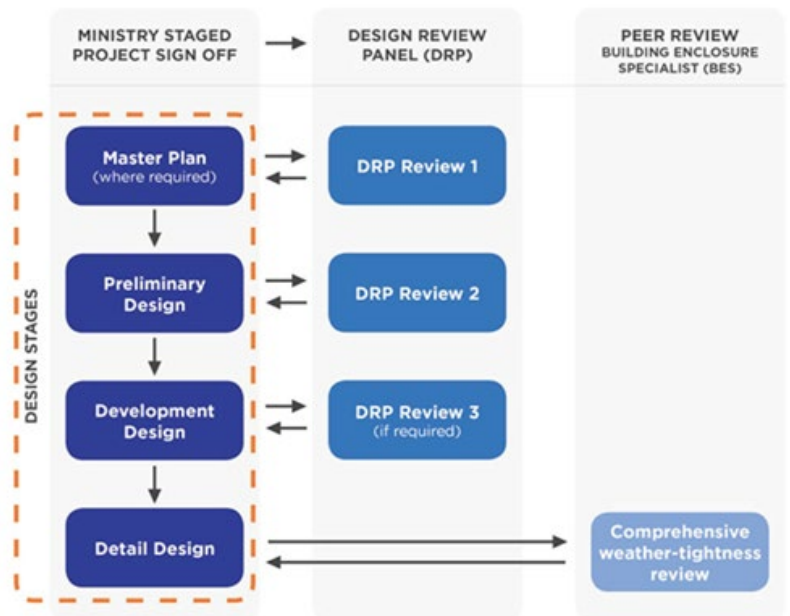 MINISTRY STAGED
PROJECT SIGN OFF
DESIGN REVIEW
PANEL (DRP)
PEER REVIEW
BUILDING ENCLOSURE
SPECIALIST (BES)
DESIGN STAGES
Master Plan
(where required)
DRP Review 1
Preliminary
Design
DRP Review 2
Development
Design
DRP Review 3
(if required)
Detail Design
Comprehensive
weather-tightness
review